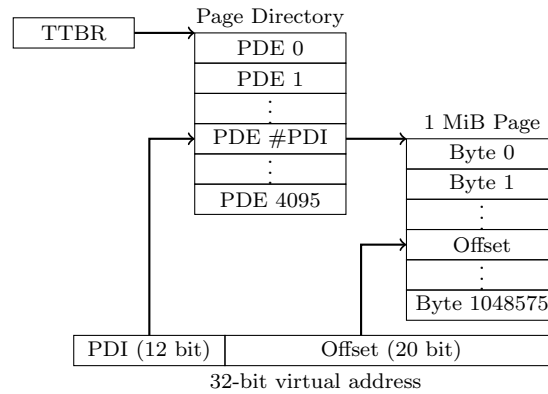 Page Directory
TTBR
PDE 0
PDE 1
⋮
PDE #PDI
⋮
PDE 4095
1 MiB Page
Byte 0
Byte 1
⋮
Offset
⋮
Byte 1048575
PDI (12 bit)
Offset (20 bit)
32-bit virtual address